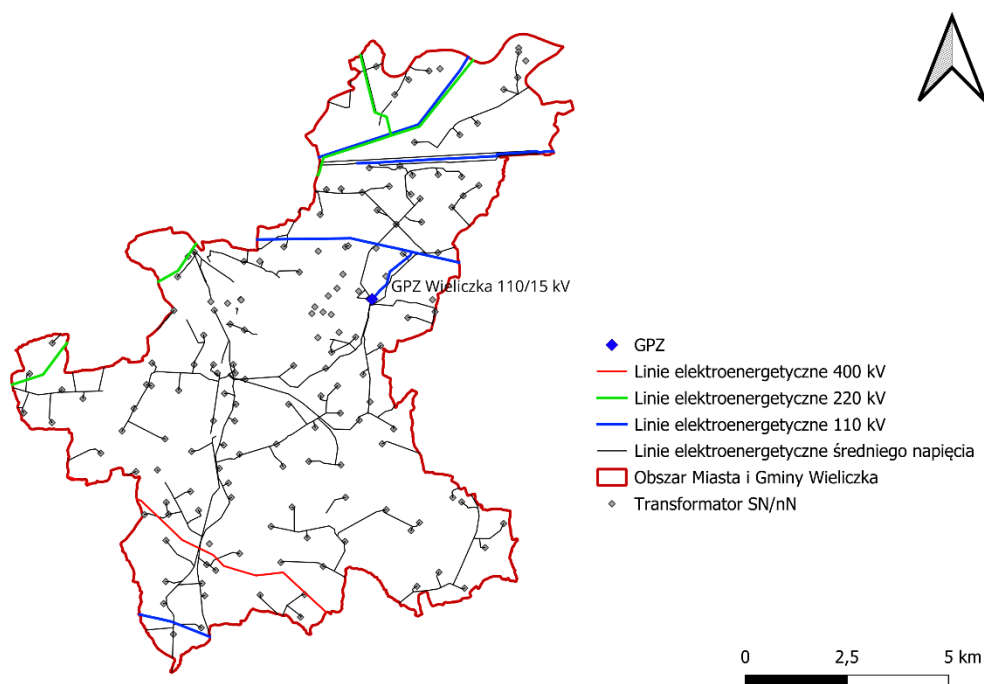 GPZ Wieliczka 110/15 kV
GPZ
Linie elektroenergetyczne 400 kV
Linie elektroenergetyczne 220 kV
Linie elektroenergetyczne 110 kV
Linie elektroenergetyczne średniego napięcia
Obszar Miasta i Gminy Wieliczka
Transformator SN/nN
0 2,5 5 km